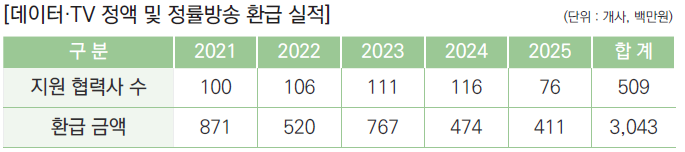 [데이터·TV 정액 및 정률방송 환급 실적]
(단위 : 개사, 백만원)
구 분 2021 2022 2023 2024 2025 합 계
지원 협력사 수 100 106 111 116 76 509
환급 금액 871 520 767 474 411 3,043